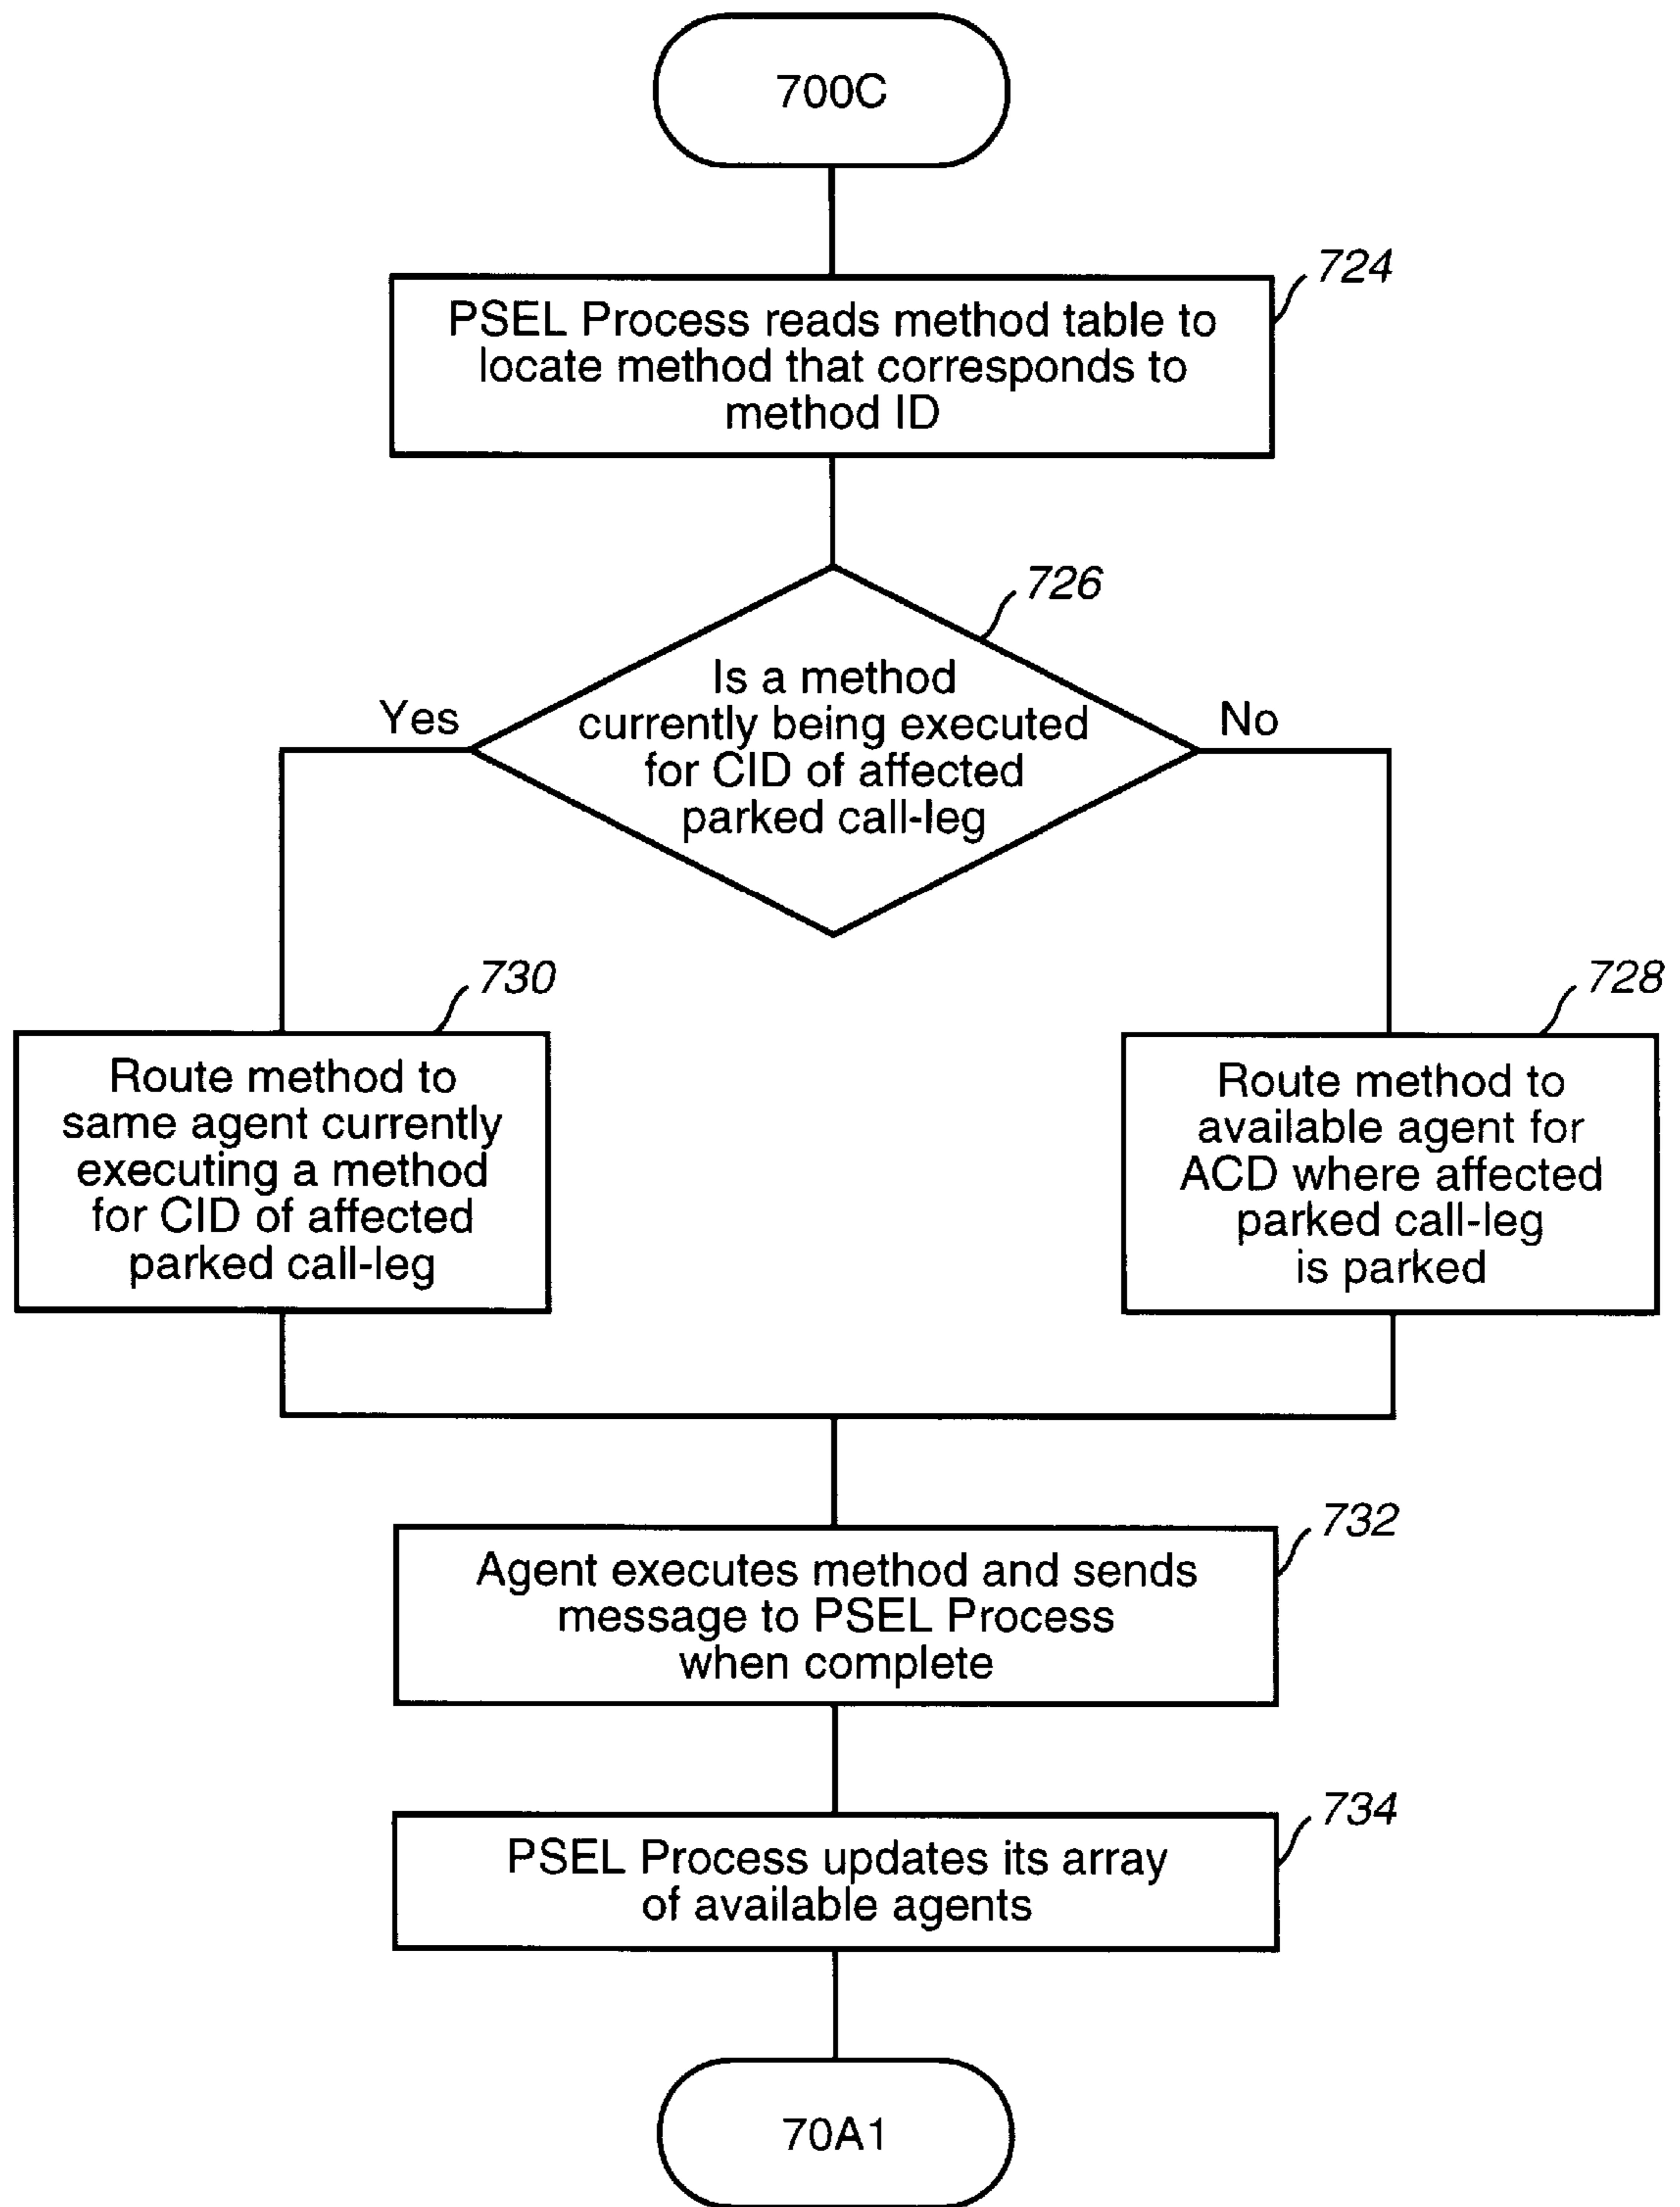 700C
724
PSEL Process reads method table to
locate method that corresponds to
method ID
726
Is a method
currently being executed
for CID of affected
parked call-leg
Yes
No
730
Route method to
same agent currently
executing a method
for CID of affected
parked call-leg
728
Route method to
available agent for
ACD where affected
parked call-leg
is parked
732
Agent executes method and sends
message to PSEL Process
when complete
734
PSEL Process updates its array
of available agents
70A1